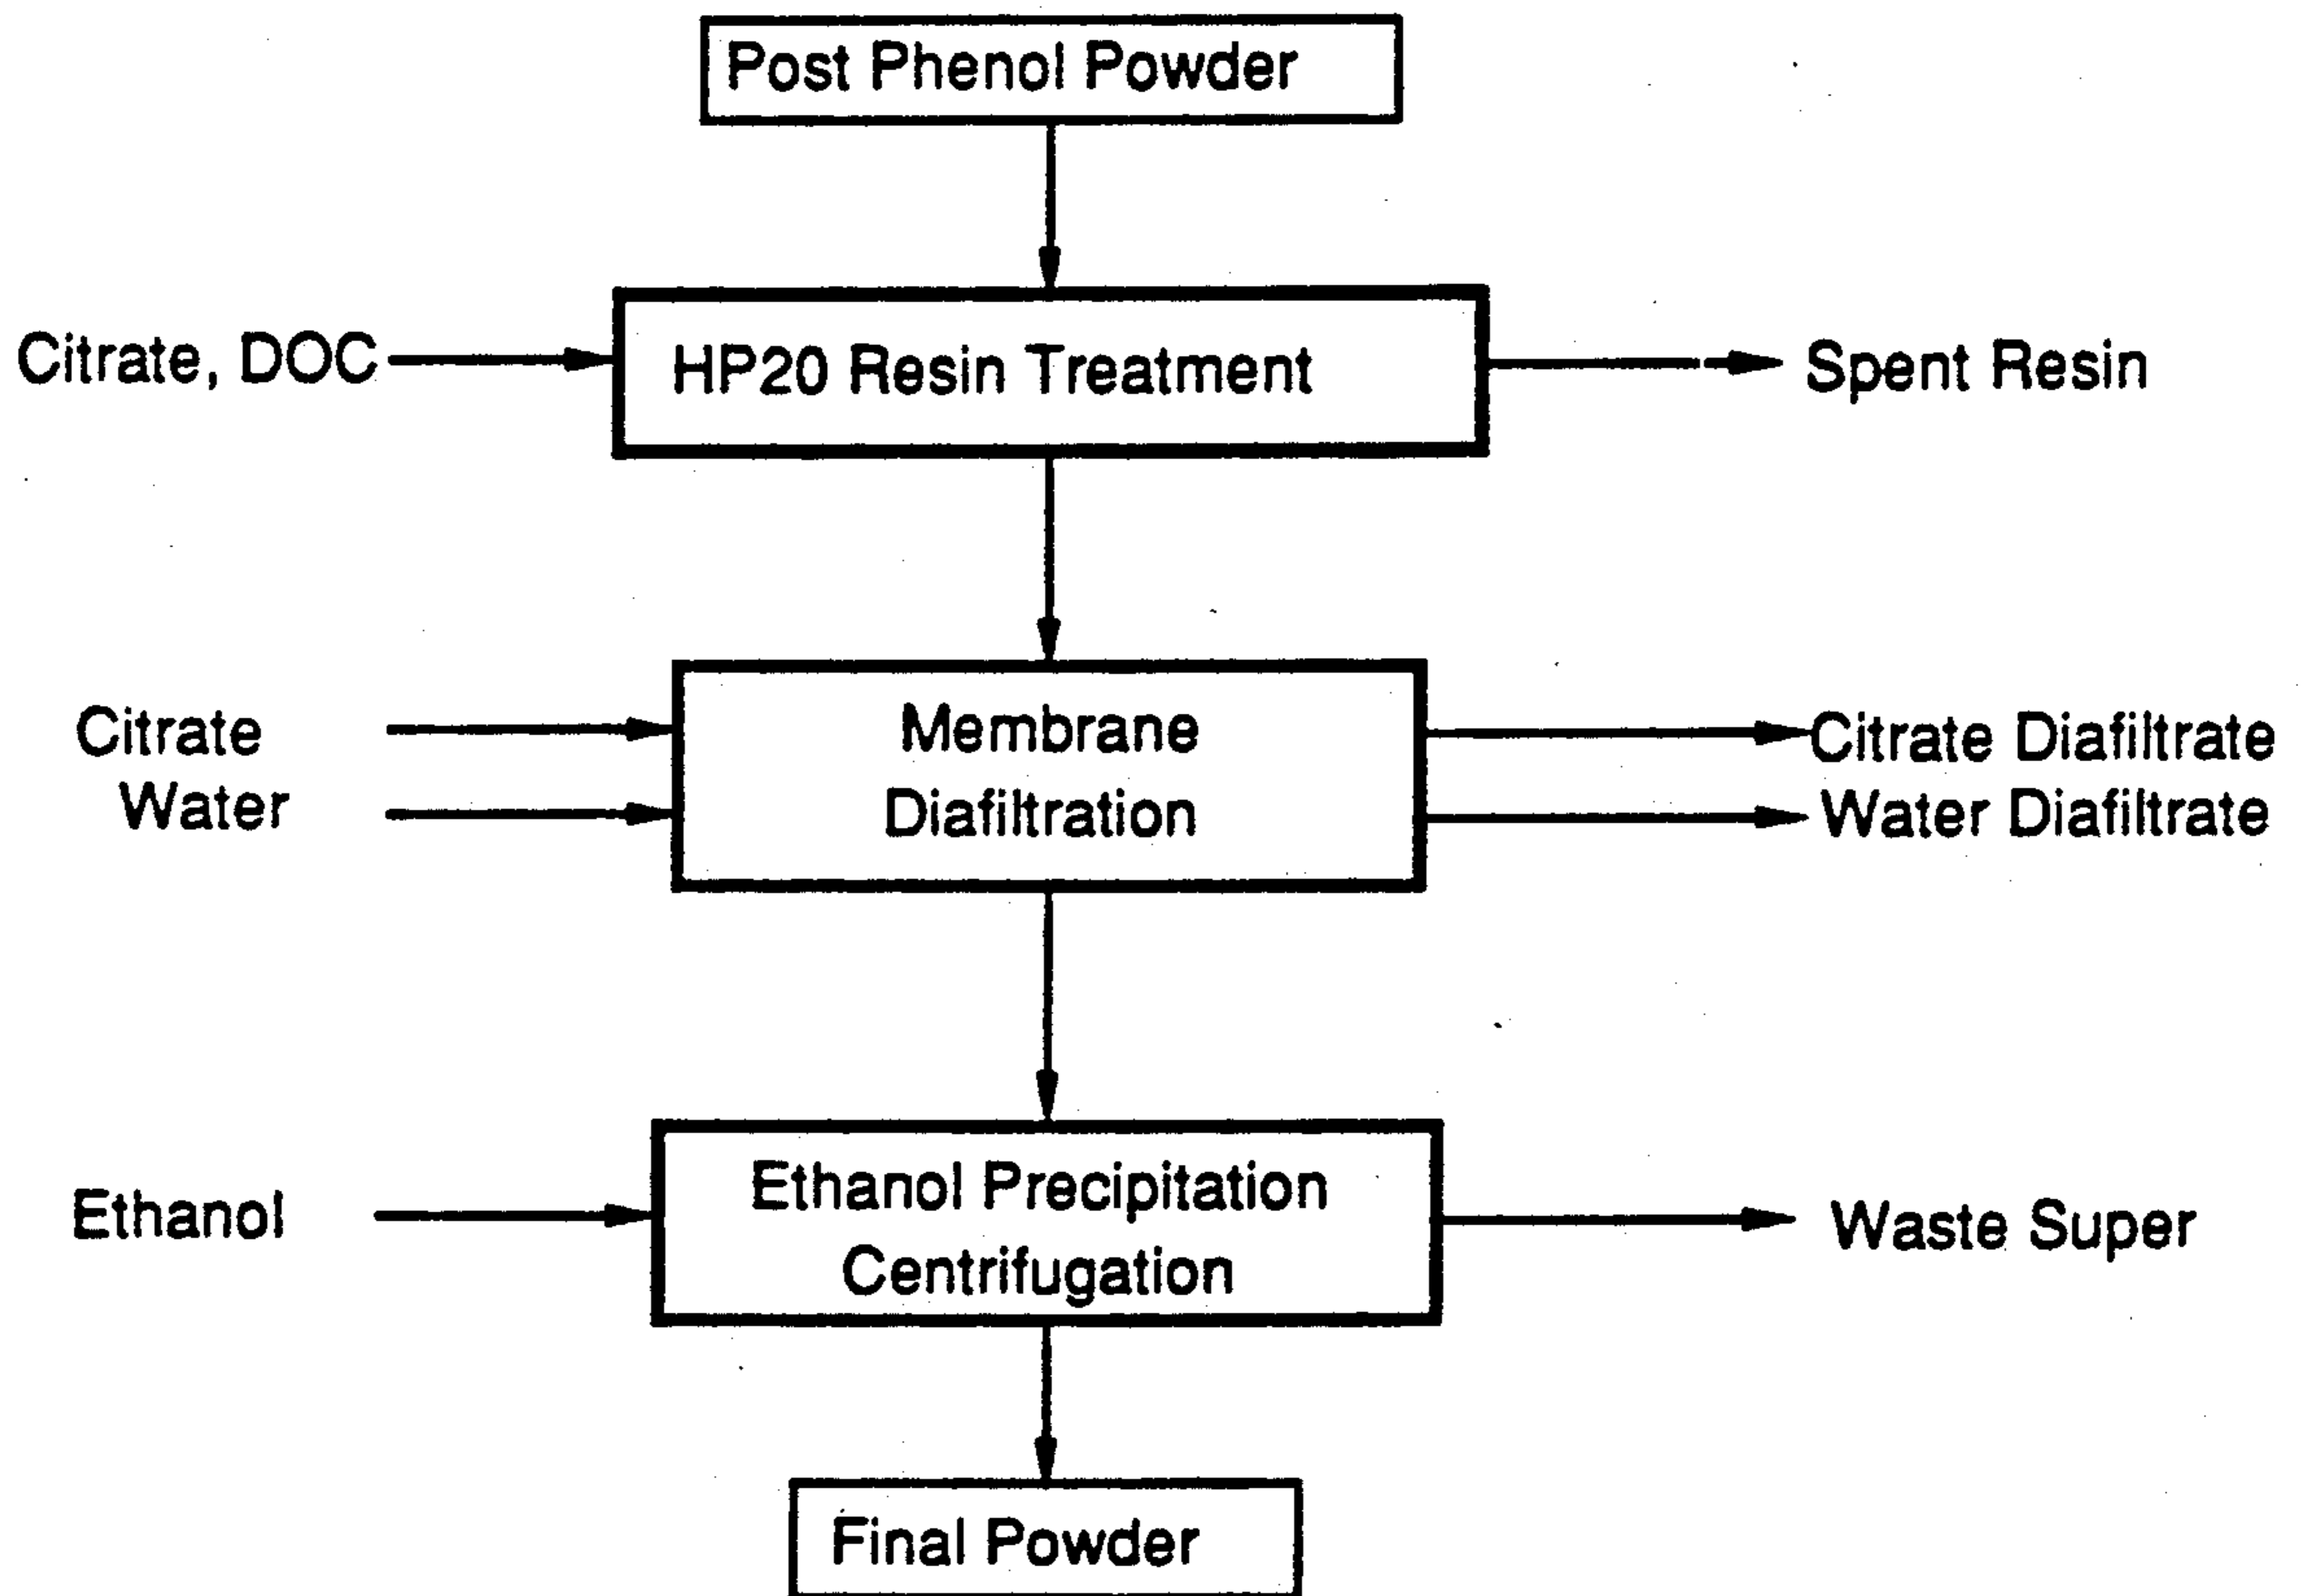 Post Phenol Powder
Citrate, DOC
HP20 Resin Treatment
Spent Resin
Citrate
Water
Membrane
Diafiltration
Citrate Diafiltrate
Water Diafiltrate
Ethanol
Ethanol Precipitation
Centrifugation
Waste Super
Final Powder